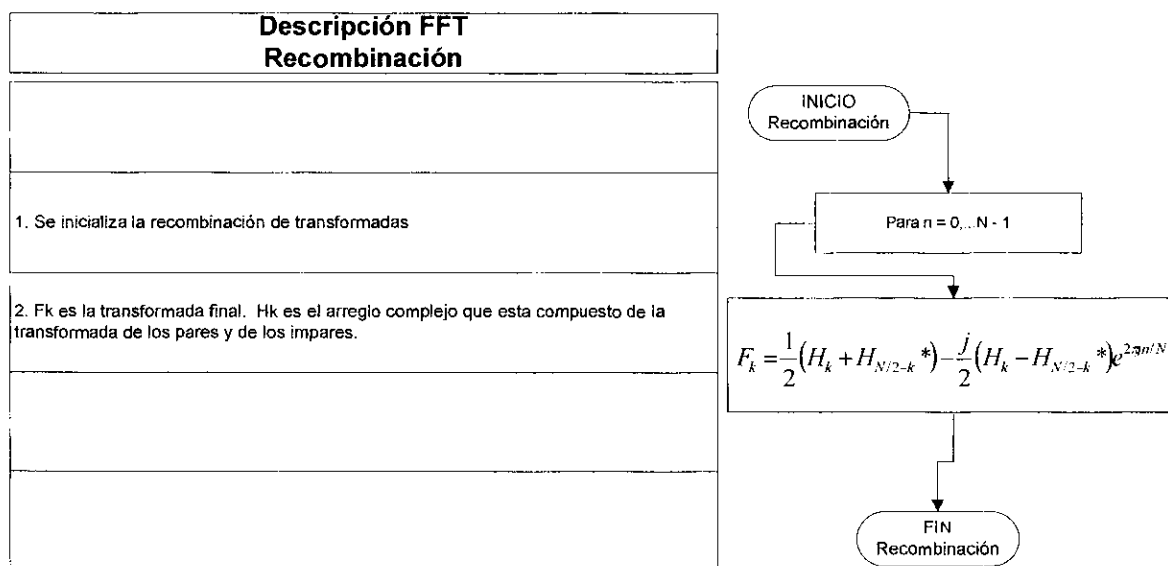 Descripción FFT
Recombinación
INICIO
Recombinación
1. Se inicializa la recombinación de transformadas
Para n = 0,...N - 1
2. Fk es la transformada final. Hk es el arreglo complejo que esta compuesto de la
transformada de los pares y de los impares.
F_k = 1/2 (H_k + H_{N/2-k}*) - j/2 (H_k - H_{N/2-k}*)
FIN
Recombinación